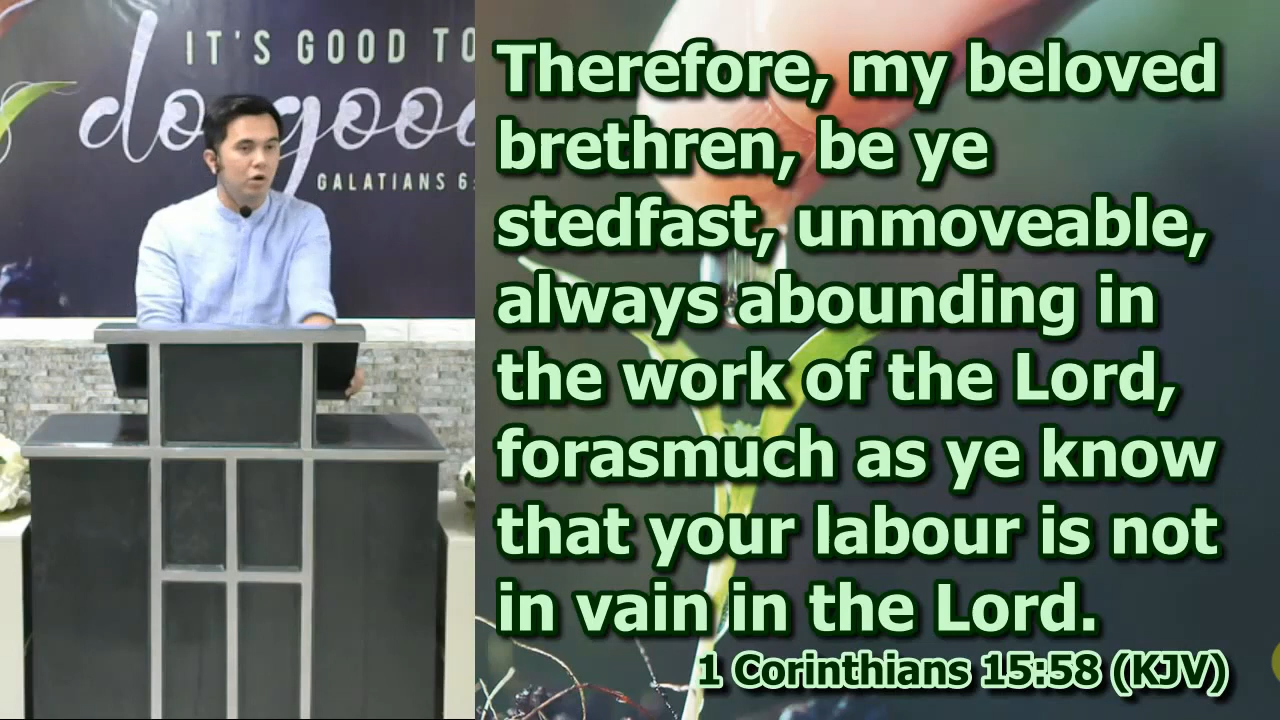 IT'S GOOD TO
do good
GALATIANS 6:
Therefore, my beloved
brethren, be ye
stedfast, unmoveable,
always abounding in
the work of the Lord,
forasmuch as ye know
that your labour is not
in vain in the Lord.
1 Corinthians 15:58 (KJV)